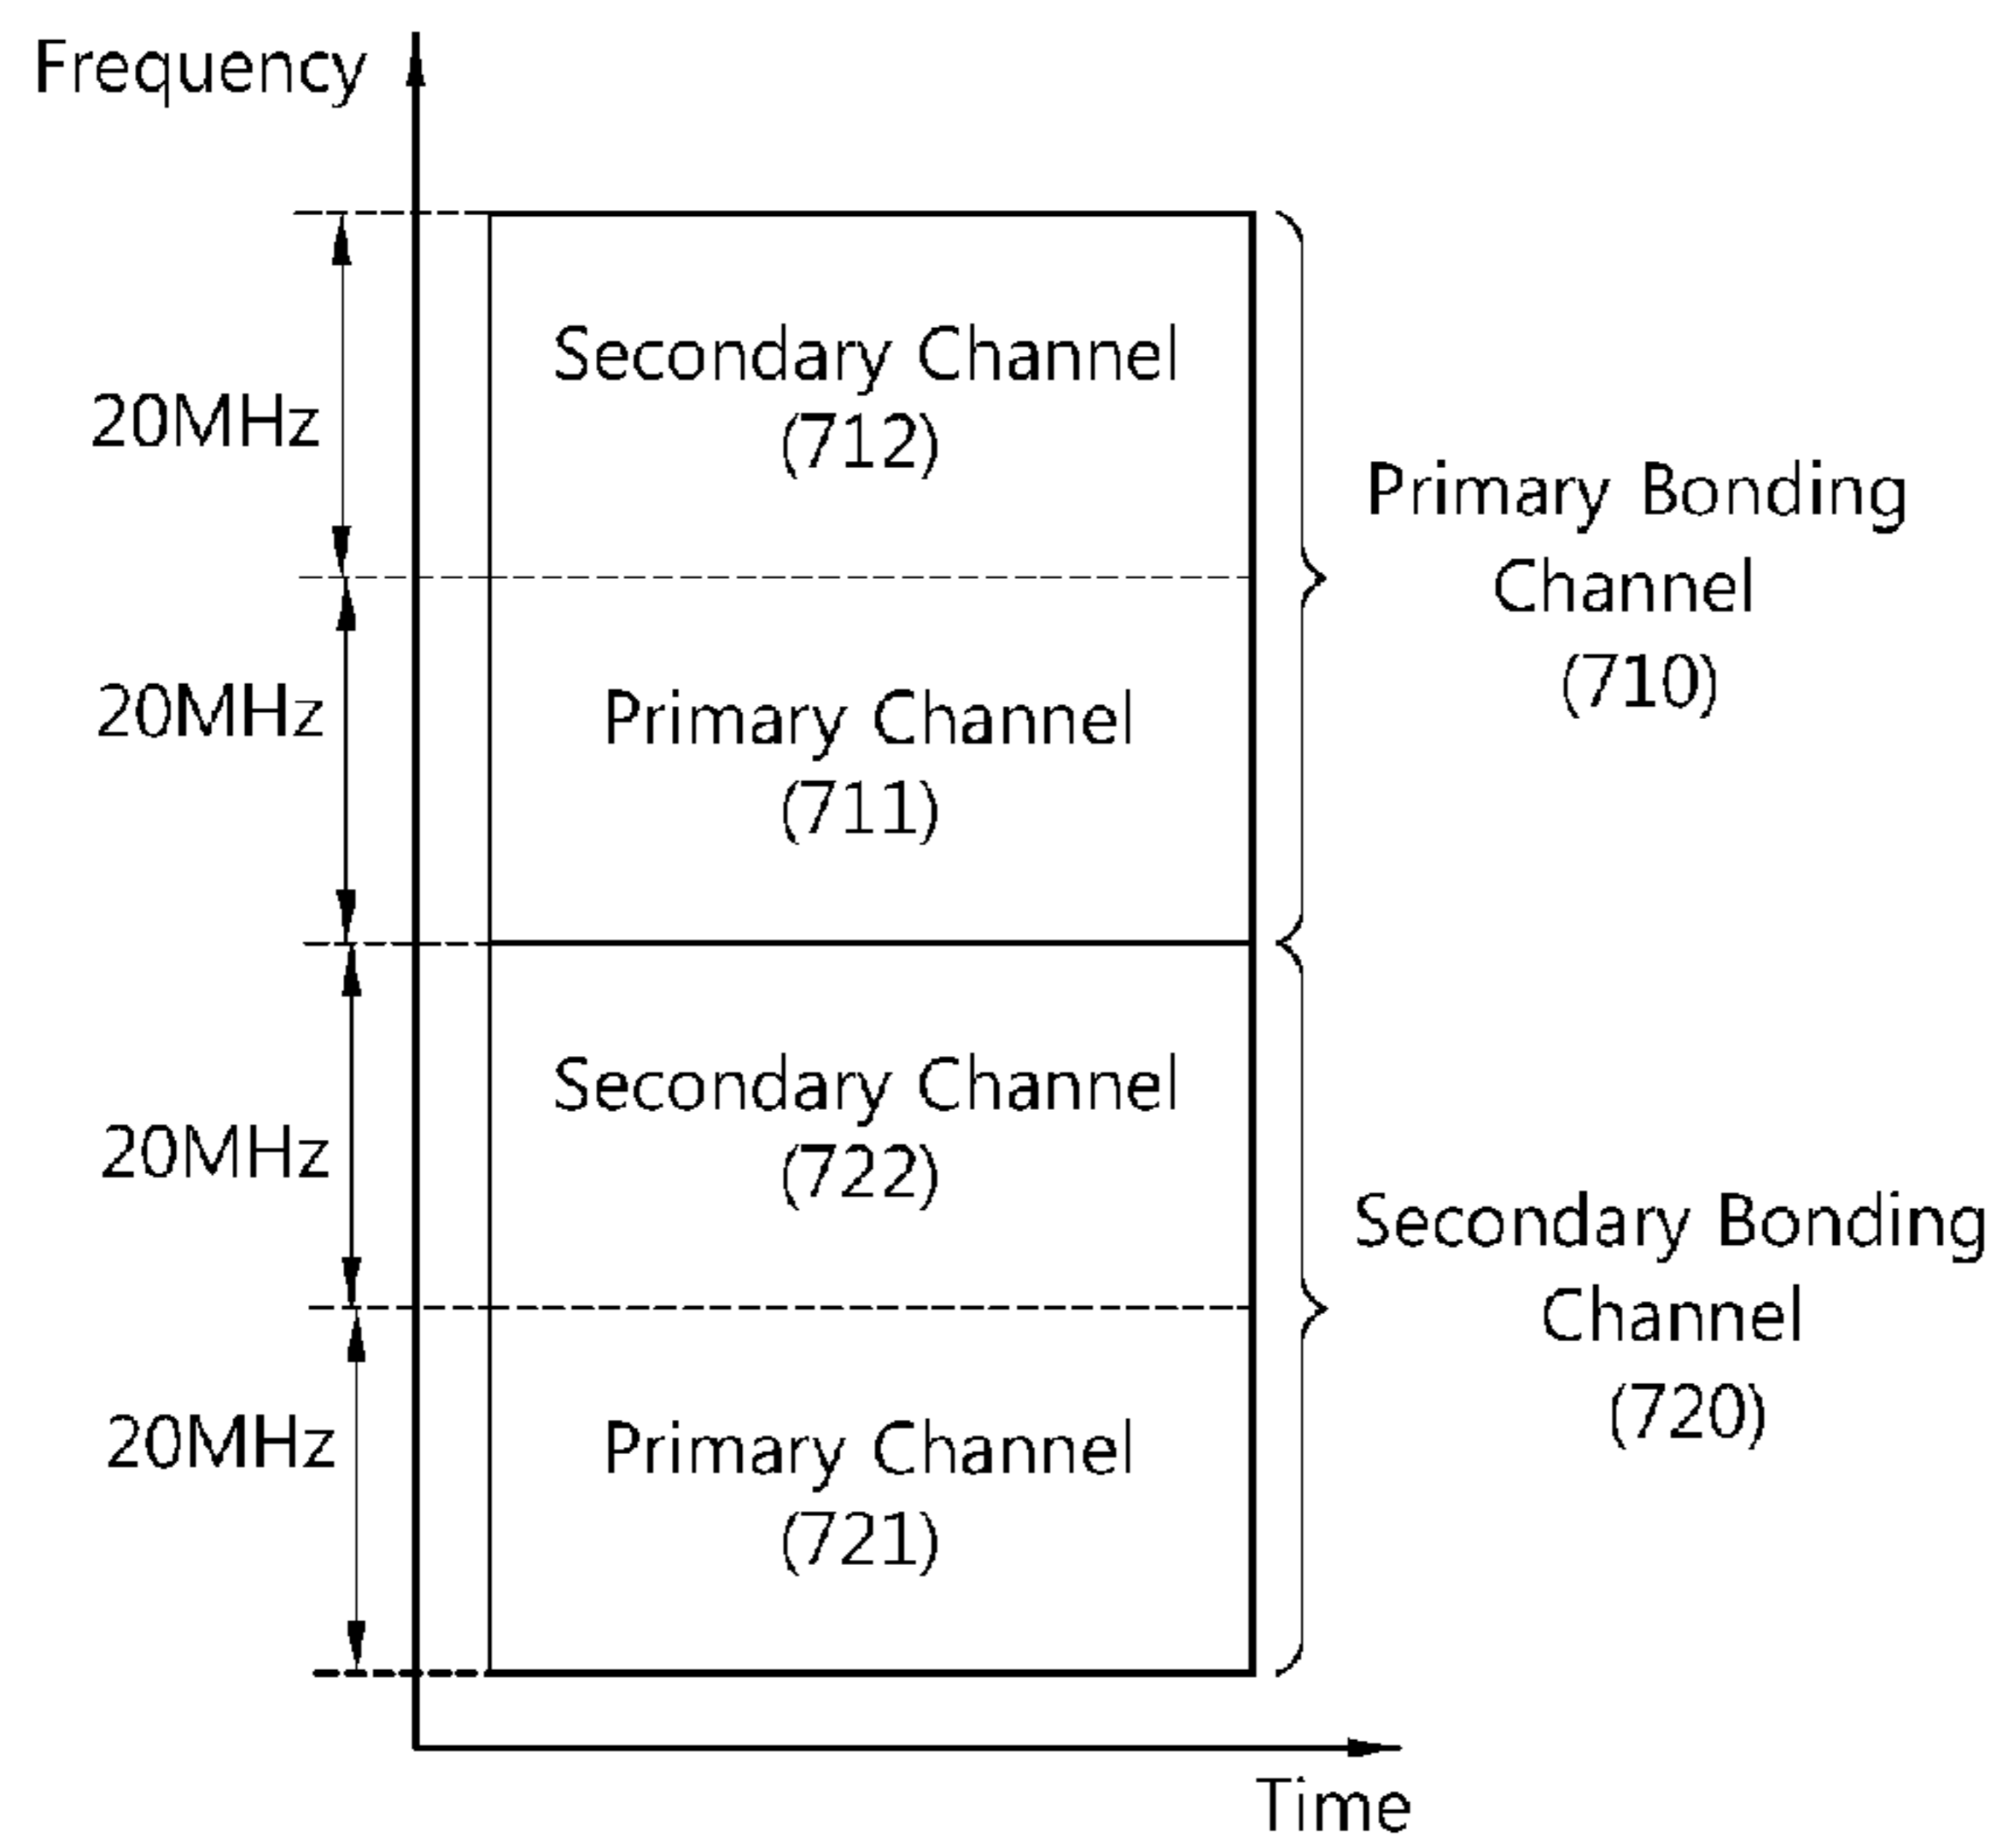 Frequency
20MHz
Secondary Channel
(712)
20MHz
Primary Channel
(711)
Primary Bonding
Channel
(710)
20MHz
Secondary Channel
(722)
20MHz
Primary Channel
(721)
Secondary Bonding
Channel
(720)
Time